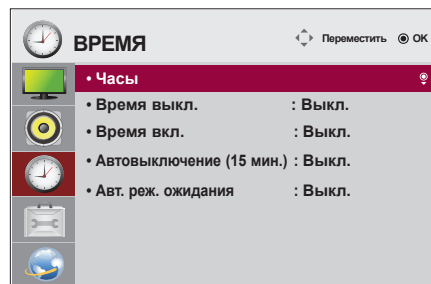 ВРЕМЯ Переместить OK
• Часы
• Время выкл. : Выкл.
• Время вкл. : Выкл.
• Автовыключение (15 мин.) : Выкл.
• Авт. реж. ожидания : Выкл.